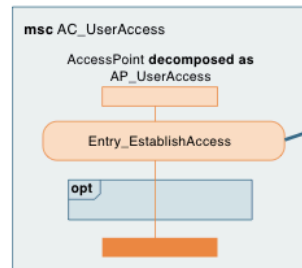 msc AC_UserAccess
AccessPoint decomposed as
AP_UserAccess
Entry_EstablishAccess
opt